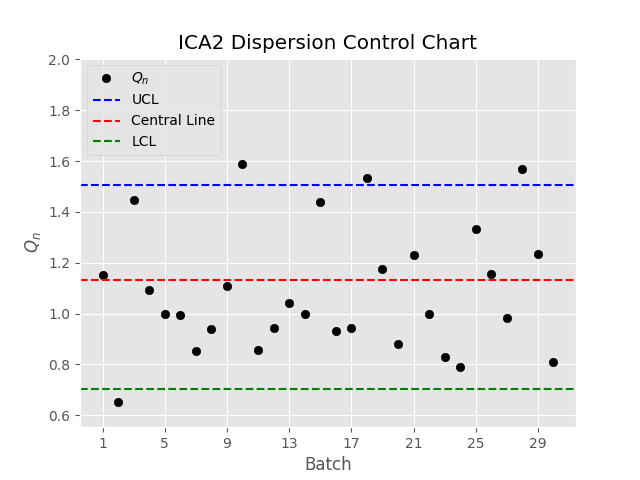 ICA2 Dispersion Control Chart
Qn
UCL
Central Line
LCL
2.0
1.8
1.6
1.4
1.2
1.0
0.8
0.6
Qn
1 5 9 13 17 21 25 29
Batch